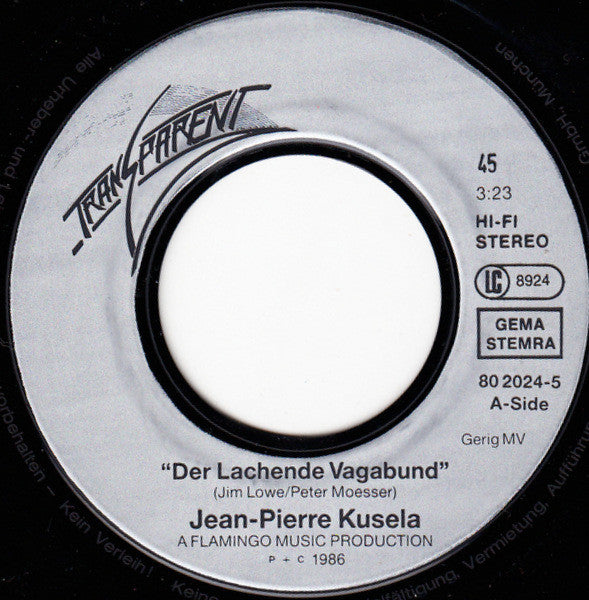 TRANSPARENT
45
3:23
HI-FI
STEREO
LC 8924
GEMA
STEMRA
80 2024-5
A-Side
Gerig MV
"Der Lachende Vagabund"
(Jim Lowe/Peter Moesser)
Jean-Pierre Kusela
A FLAMINGO MUSIC PRODUCTION
P + C 1986
Alle Urheber- und
GmbH, München
vorbehalten – Kein Verleih! – Keine
Vermietung, Aufführung